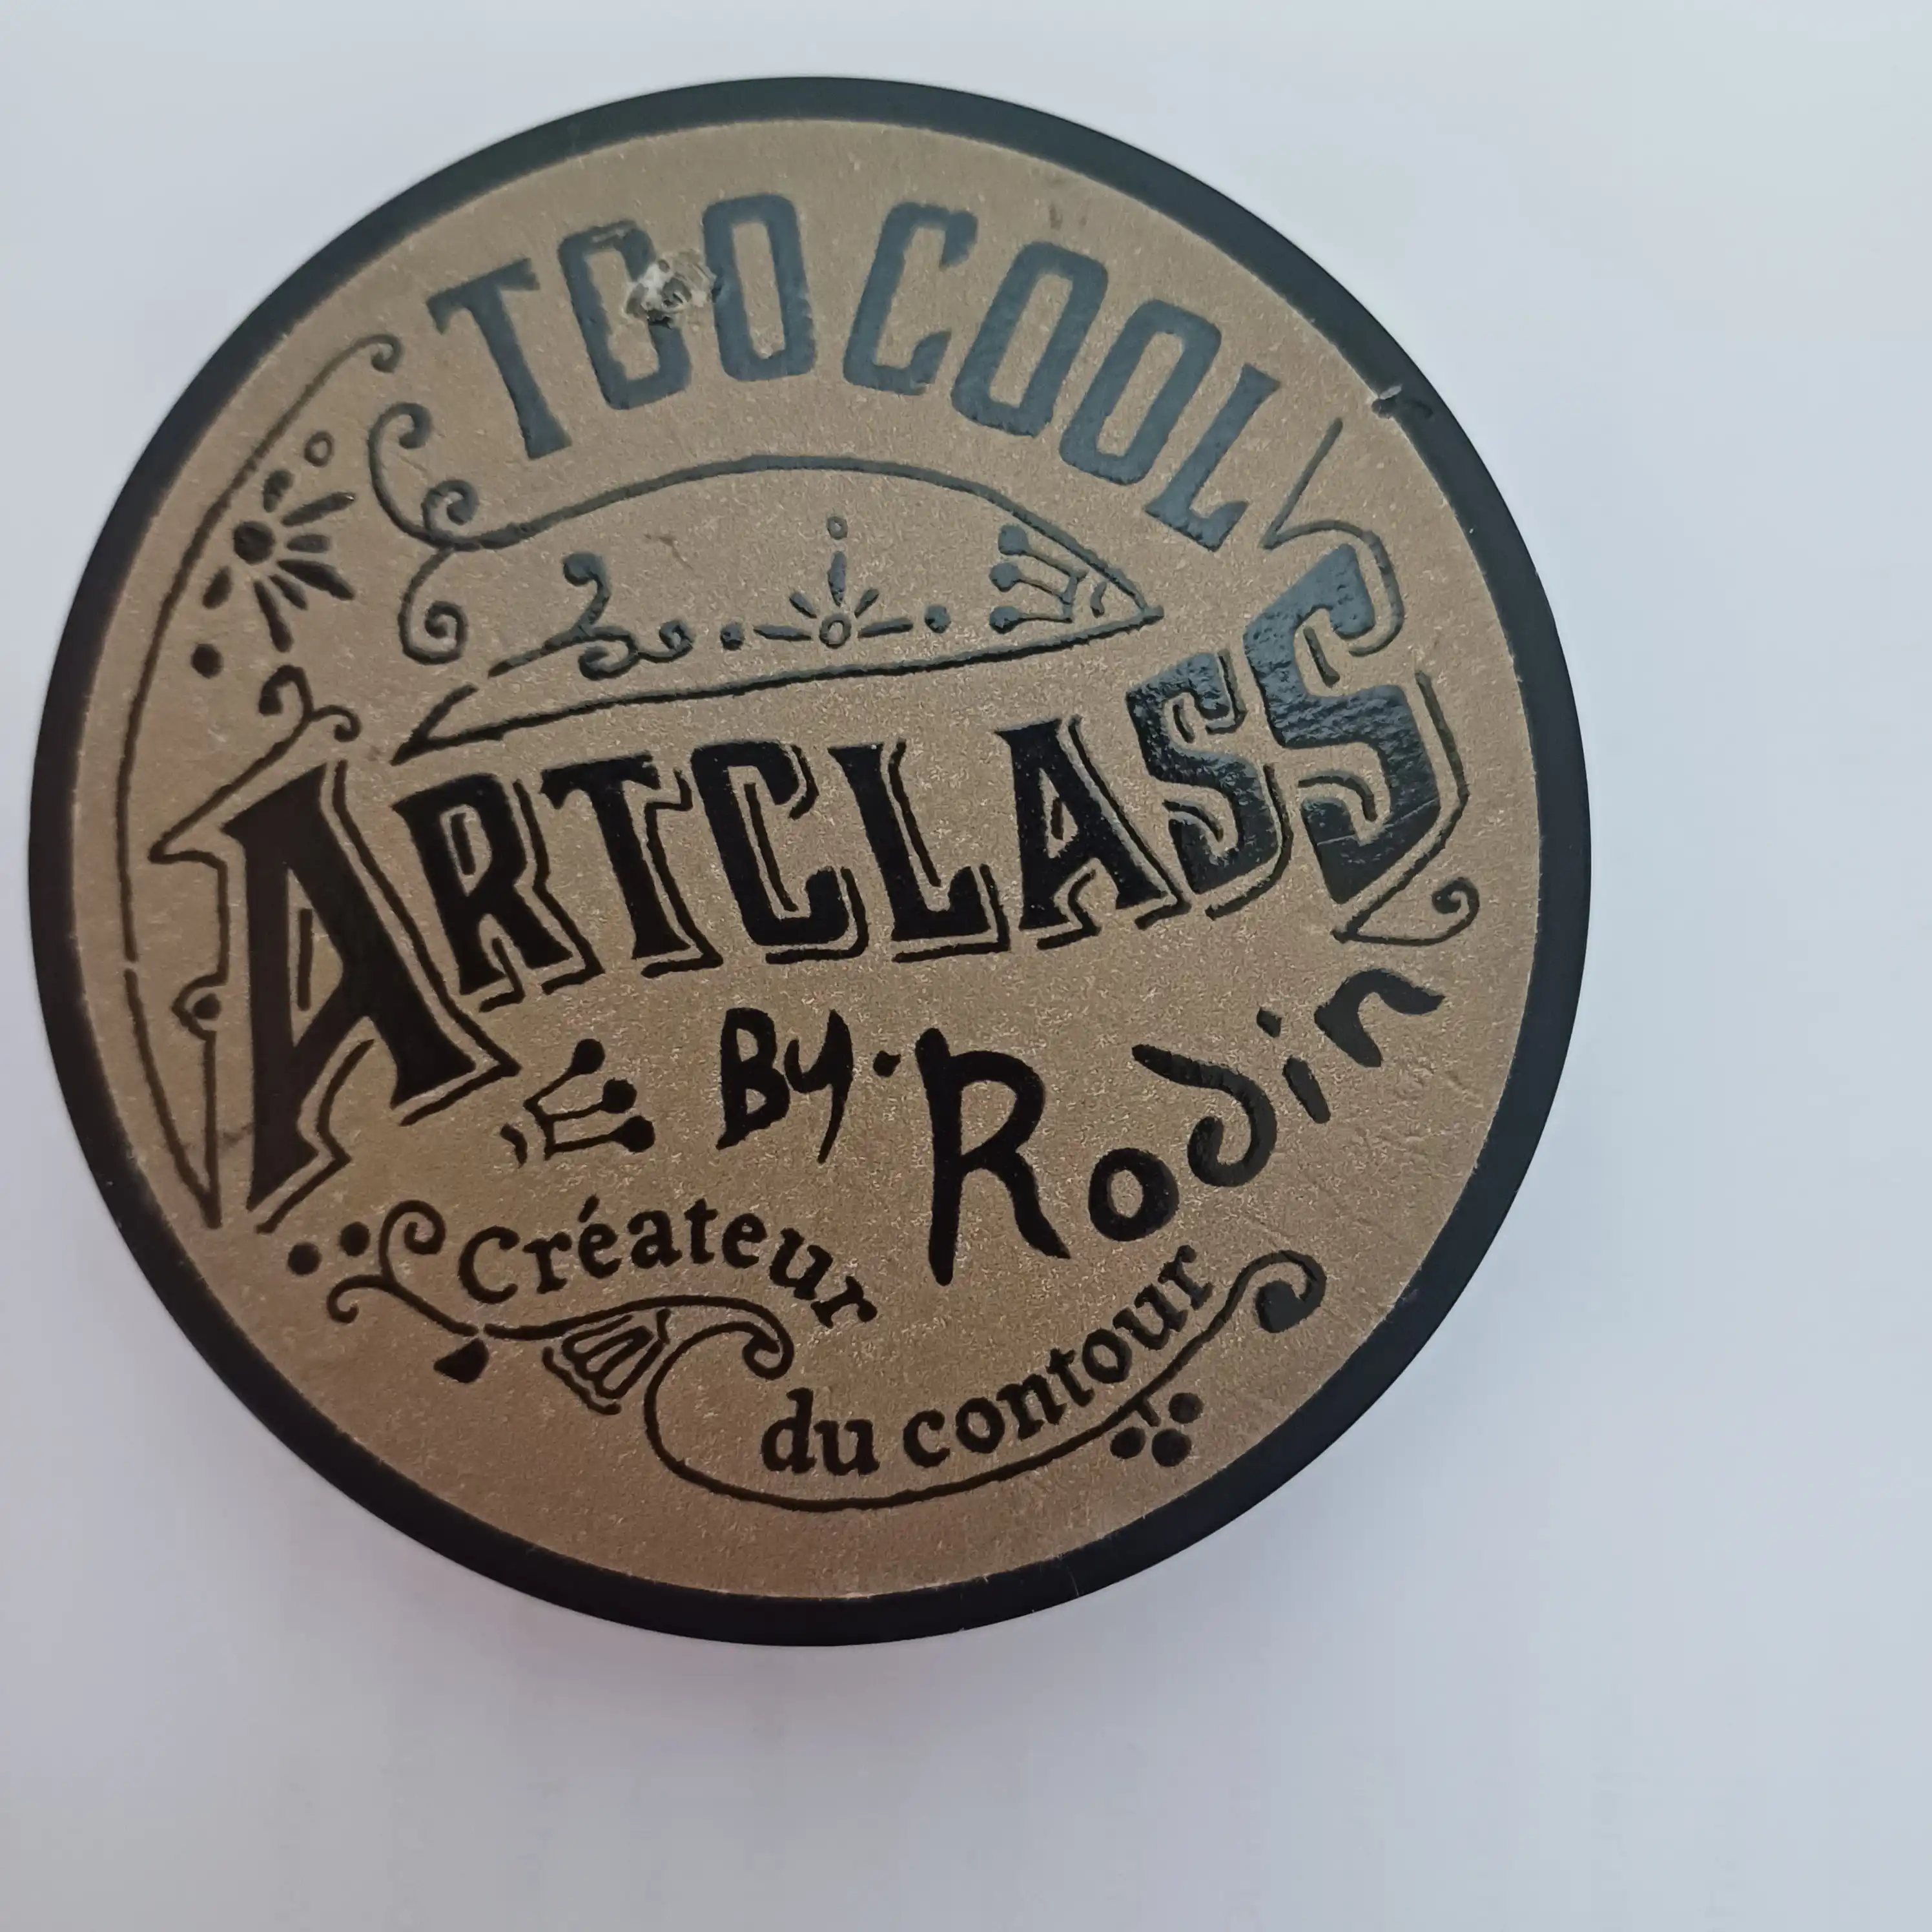 TOO COOL
ARTCLASS
By. Rodin
Créateur
du contour